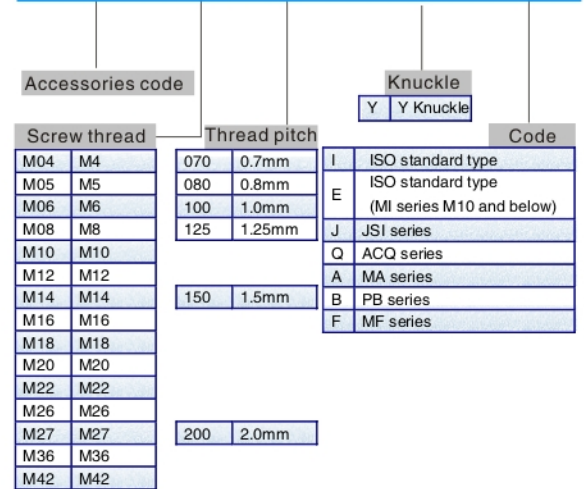 Accessories code
Knuckle
Y Y Knuckle
Screw thread
M04 M4
M05 M5
M06 M6
M08 M8
M10 M10
M12 M12
M14 M14
M16 M16
M18 M18
M20 M20
M22 M22
M26 M26
M27 M27
M36 M36
M42 M42
Thread pitch
070 0.7mm
080 0.8mm
100 1.0mm
125 1.25mm
150 1.5mm
200 2.0mm
Code
I ISO standard type
E ISO standard type
(MI series M10 and below)
J JSI series
Q ACQ series
A MA series
B PB series
F MF series